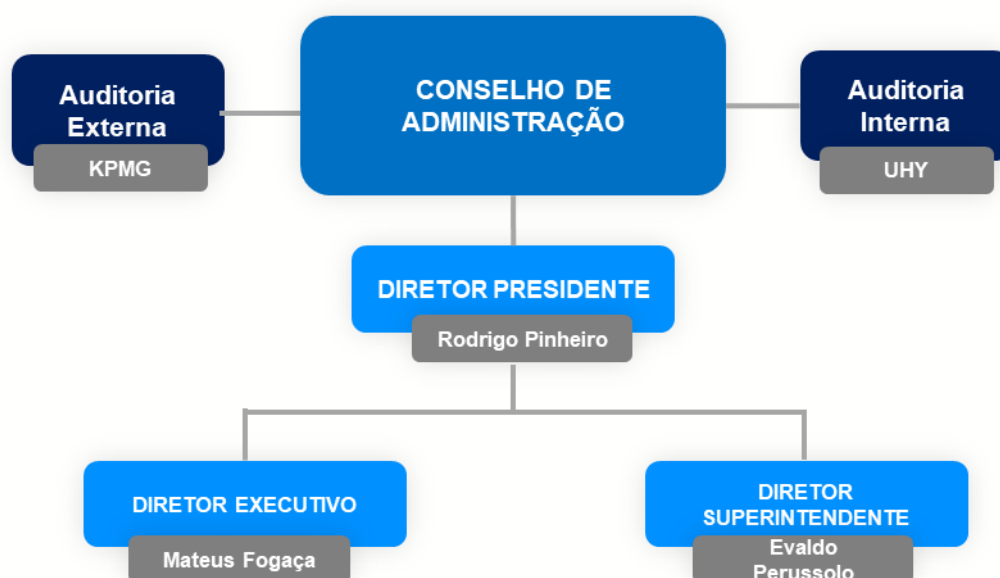 CONSELHO DE
ADMINISTRAÇÃO
Auditoria
Externa
KPMG
Auditoria
Interna
UHY
DIRETOR PRESIDENTE
Rodrigo Pinheiro
DIRETOR EXECUTIVO
Mateus Fogaça
DIRETOR
SUPERINTENDENTE
Evaldo
Perussolo